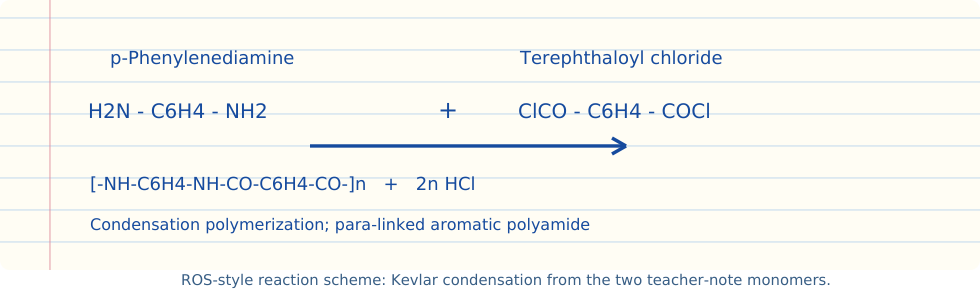 p-Phenylenediamine Terephthaloyl chloride
H2N - C6H4 - NH2 + ClCO - C6H4 - COCl
[-NH-C6H4-NH-CO-C6H4-CO-]n + 2n HCl
Condensation polymerization; para-linked aromatic polyamide
ROS-style reaction scheme: Kevlar condensation from the two teacher-note monomers.